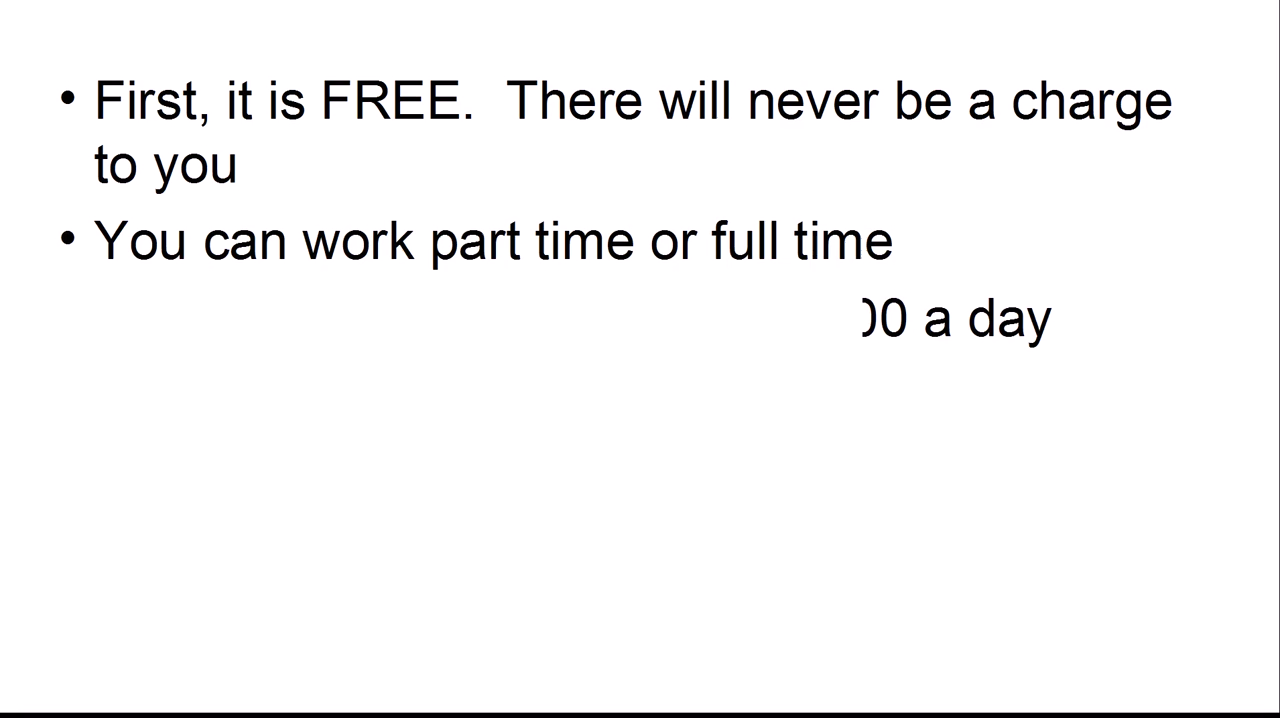 • First, it is FREE.  There will never be a charge
to you
• You can work part time or full time
a day